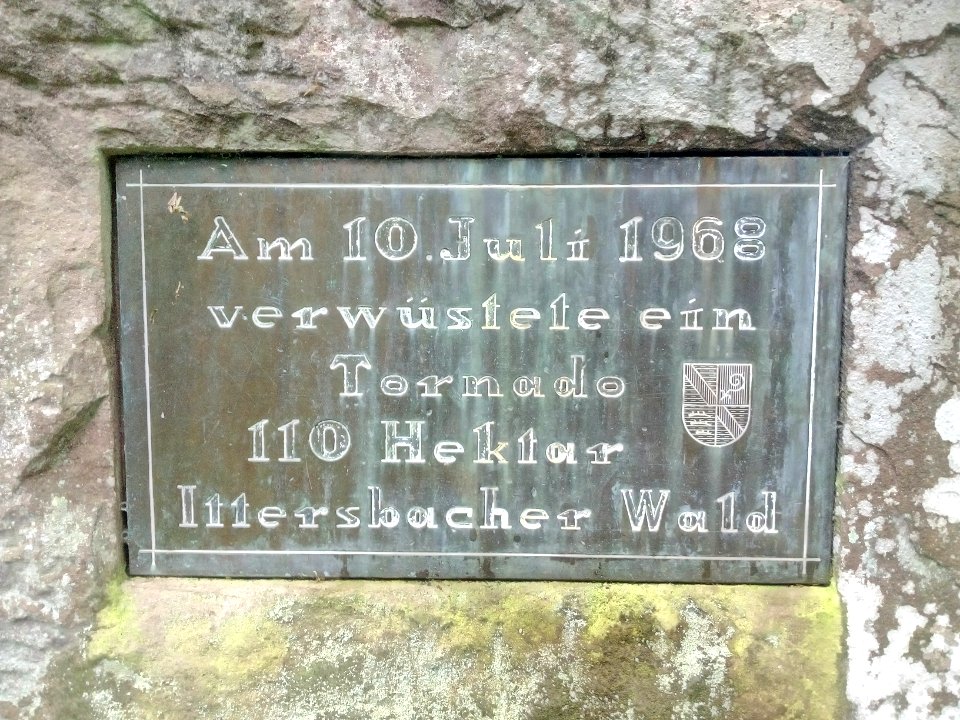 Am 10. Juli 1968
verwüstete ein
Tornado
110 Hektar
Ittersbacher Wald